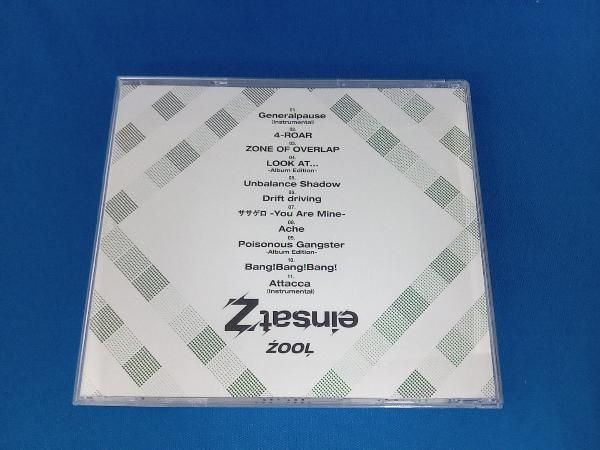 01.
Generalpause
(Instrumental)
02.
4-ROAR
03.
ZONE OF OVERLAP
04.
LOOK AT...
-Album Edition-
05.
Unbalance Shadow
06.
Drift driving
07.
ササゲロ -You Are Mine-
08.
Ache
09.
Poisonous Gangster
-Album Edition-
10.
Bang!Bang!Bang!
11.
Attacca
(Instrumental)
einsatZ
ŹOOĻ